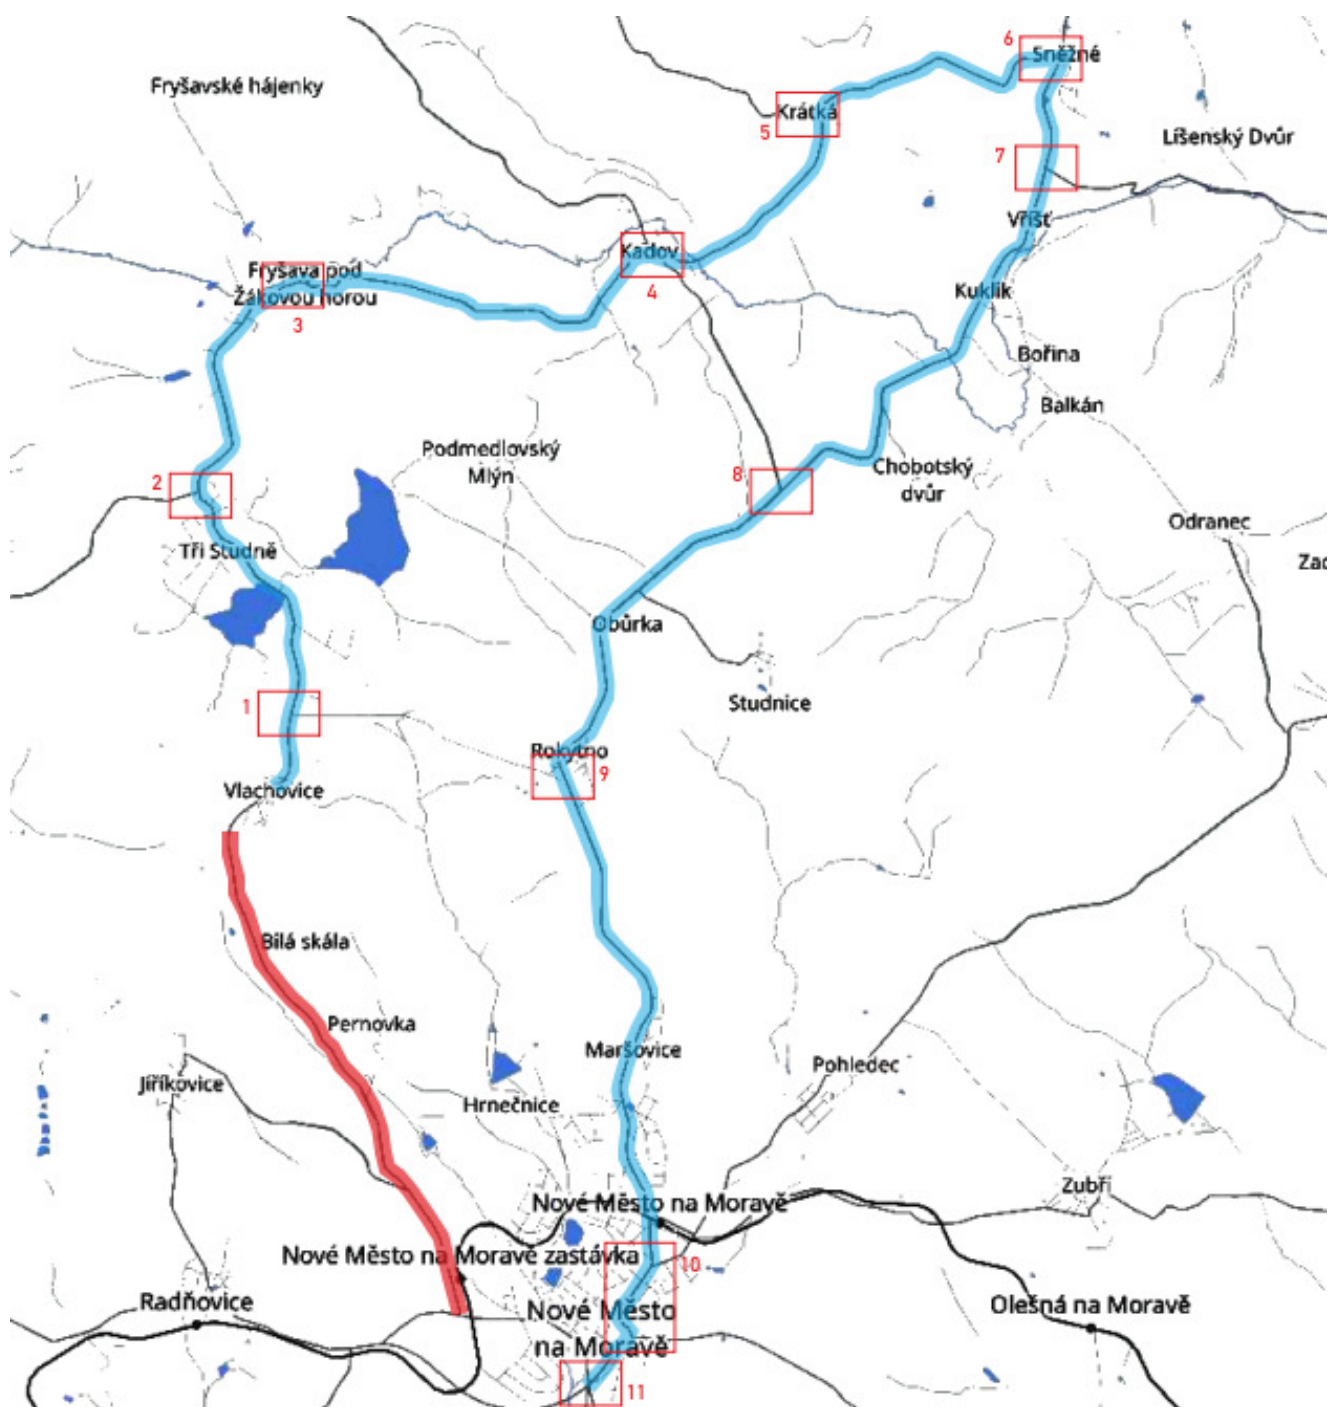 6
Sněžné
Fryšavské hájenky
Krátká
5
Líšenský Dvůr
7
Vříšť
Kadov
4
Fryšava pod
Žákovou horou
3
Kuklík
Bořina
Balkán
Podmedlovský
Mlýn
8
Chobotský
dvůr
2
Odranec
Tři Studně
Zad
Obůrka
1
Studnice
Rokytno
9
Vlachovice
Bílá skála
Pernovka
Maršovice
Pohledec
Jiříkovice
Hrnečnice
Zubří
Nové Město na Moravě
Nové Město na Moravě zastávka
10
Radňovice
Nové Město
na Moravě
Olešná na Moravě
11